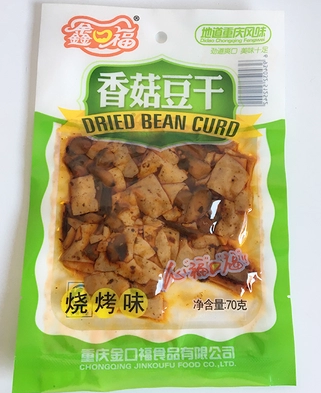 鑫口福
地道重庆风味
Didao Chongqing Fengwei
香菇豆干
DRIED BEAN CURD
烧烤味
净含量:70克
重庆金口福食品有限公司
CHONGQING JINKOUFU FOOD CO.,LTD.